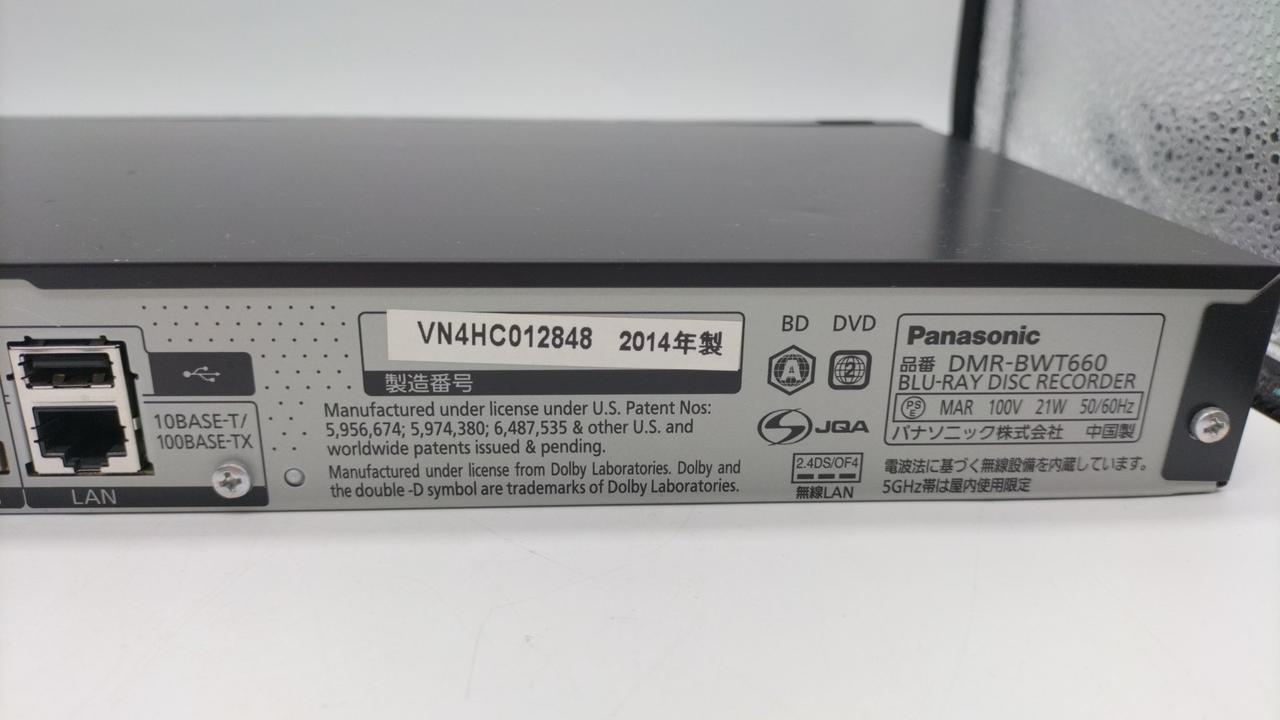 10BASE-T/
100BASE-TX
LAN
VN4HC012848 2014年製
製造番号
Manufactured under license under U.S. Patent Nos:
5,956,674; 5,974,380; 6,487,535 & other U.S. and
worldwide patents issued & pending.
Manufactured under license from Dolby Laboratories. Dolby and
the double -D symbol are trademarks of Dolby Laboratories.
BD DVD
A 2
JQA
2.4DS/OF4
無線LAN
Panasonic
品番 DMR-BWT660
BLU-RAY DISC RECORDER
PSE MAR 100V 21W 50/60Hz
パナソニック株式会社 中国製
電波法に基づく無線設備を内蔵しています。
5GHz帯は屋内使用限定